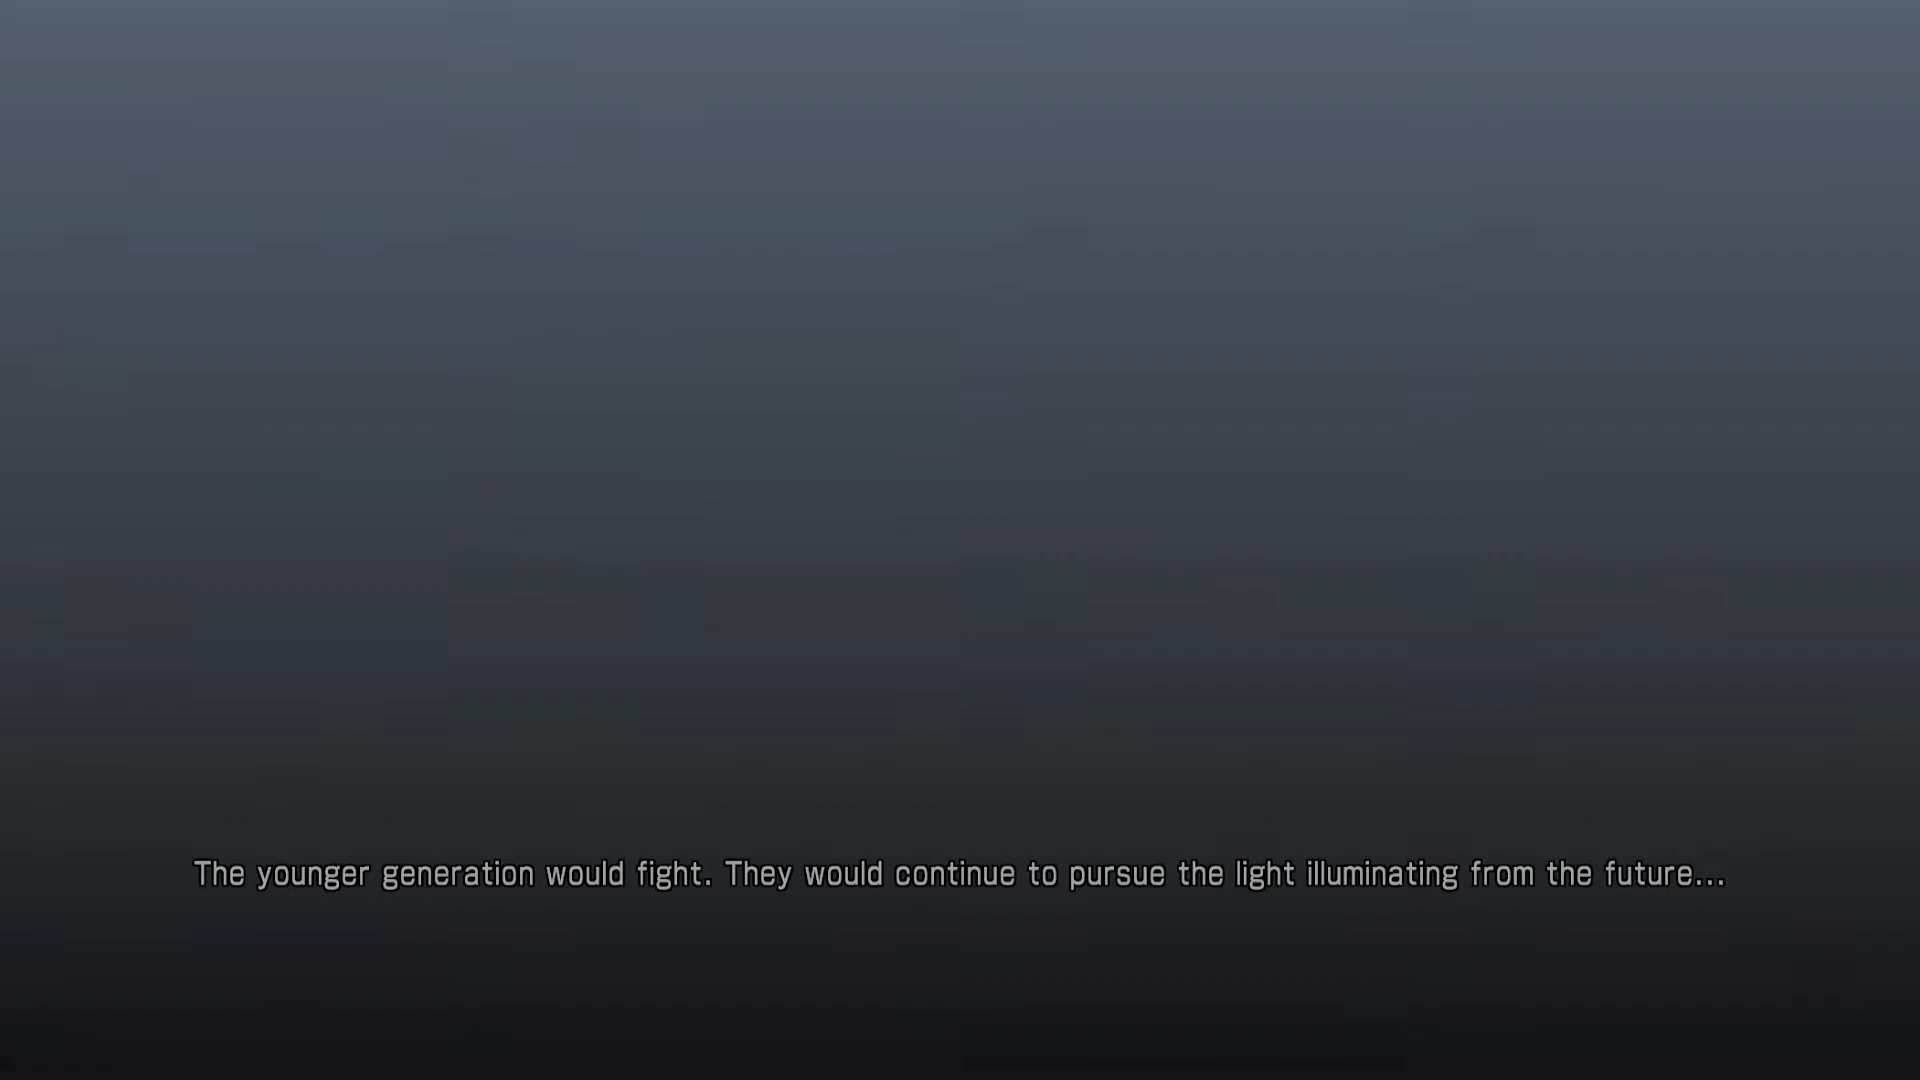 The younger generation would fight. They would continue to pursue the light illuminating from the future...